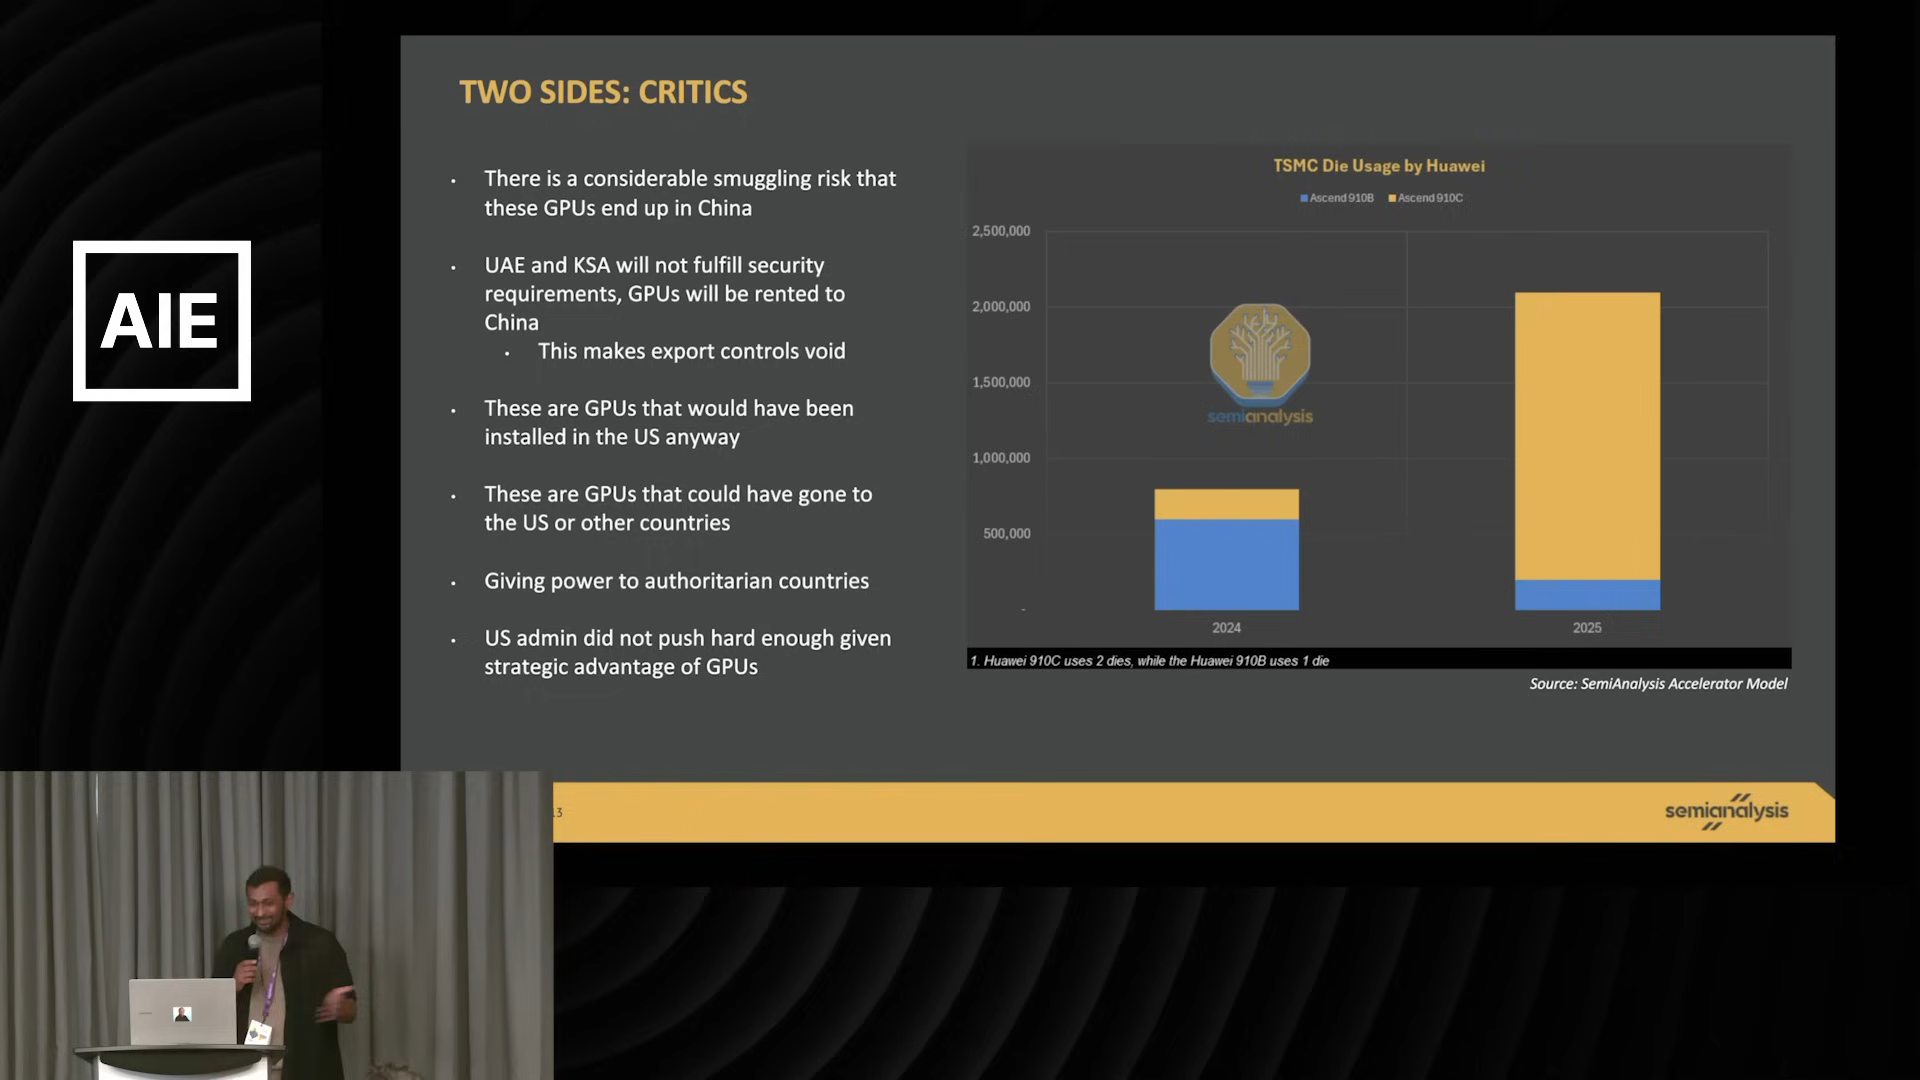 AIE
TWO SIDES: CRITICS
· There is a considerable smuggling risk that
these GPUs end up in China
· UAE and KSA will not fulfill security
requirements, GPUs will be rented to
China
· This makes export controls void
· These are GPUs that would have been
installed in the US anyway
· These are GPUs that could have gone to
the US or other countries
· Giving power to authoritarian countries
· US admin did not push hard enough given
strategic advantage of GPUs
TSMC Die Usage by Huawei
Ascend 910B Ascend 910C
2,500,000
2,000,000
1,500,000
1,000,000
500,000
-
2024 2025
semianalysis
1. Huawei 910C uses 2 dies, while the Huawei 910B uses 1 die
Source: SemiAnalysis Accelerator Model
13
semianalysis